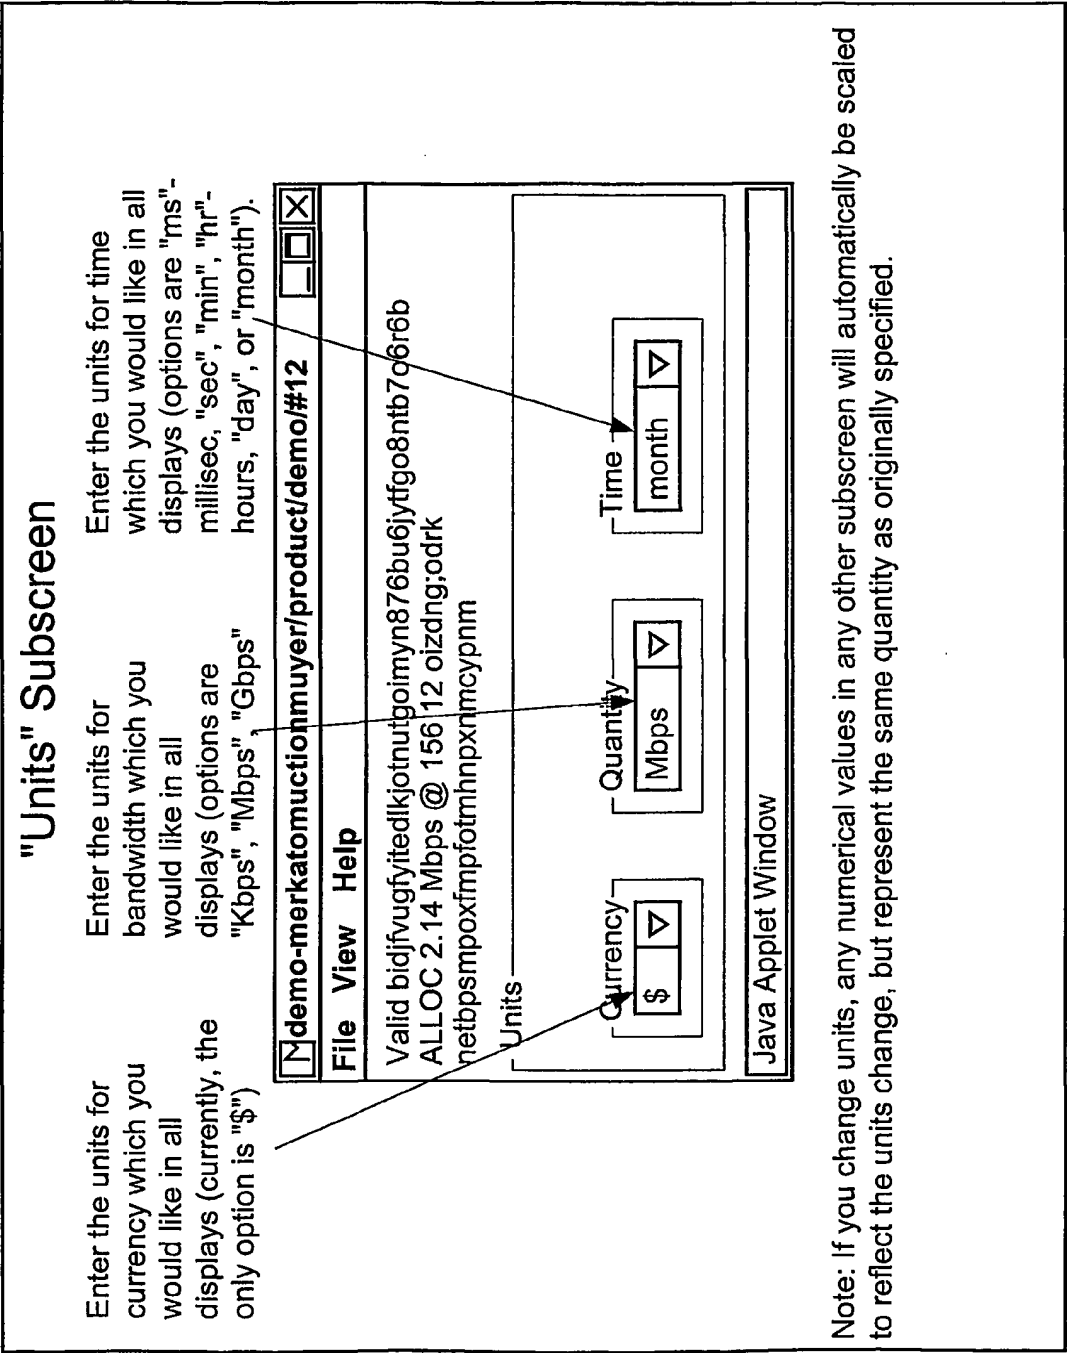 "Units" Subscreen
Enter the units for
currency which you
would like in all
displays (currently, the
only option is "$")
Enter the units for
bandwidth which you
would like in all
displays (options are
"Kbps", "Mbps", "Gbps"
Enter the units for time
which you would like in all
displays (options are "ms"-
millisec, "sec", "min", "hr"-
hours, "day", or "month").
M demo-merkatomuctionmuyer/product/demo/#12
File View Help
Valid bidjfvugfyitedlkjotnutgoimyn876bu6jytfgo8ntb7o6r6b
ALLOC 2.14 Mbps @ 156 12 oizdng;odrk
netbpsmpoxfmpfotmhnpxnmcypnm
Units
Currency
$
Quantity
Mbps
Time
month
Java Applet Window
Note: If you change units, any numerical values in any other subscreen will automatically be scaled
to reflect the units change, but represent the same quantity as originally specified.